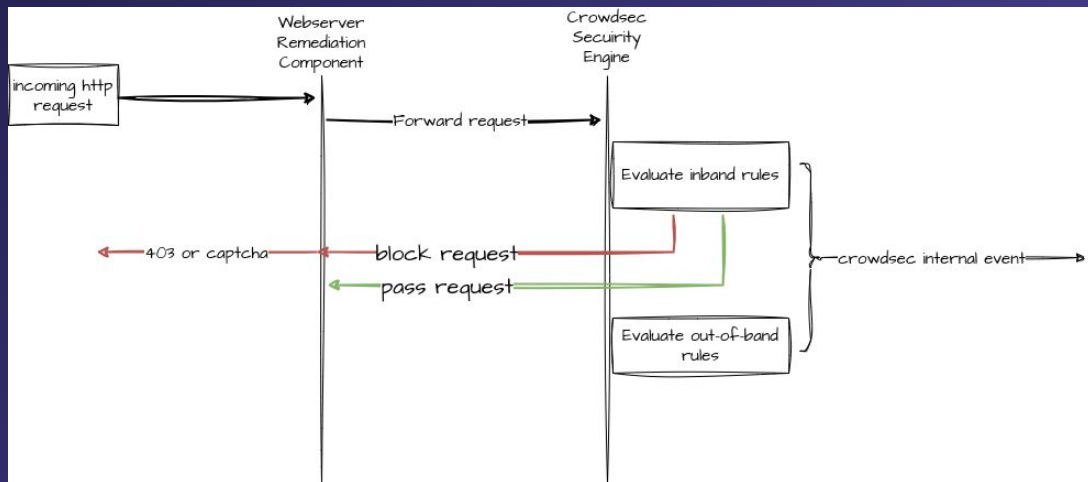 Webserver
Remediation
Component
Crowdsec
Secuirity
Engine
incoming http
request
Forward request
Evaluate inband rules
403 or captcha
block request
crowdsec internal event
pass request
Evaluate out-of-band
rules